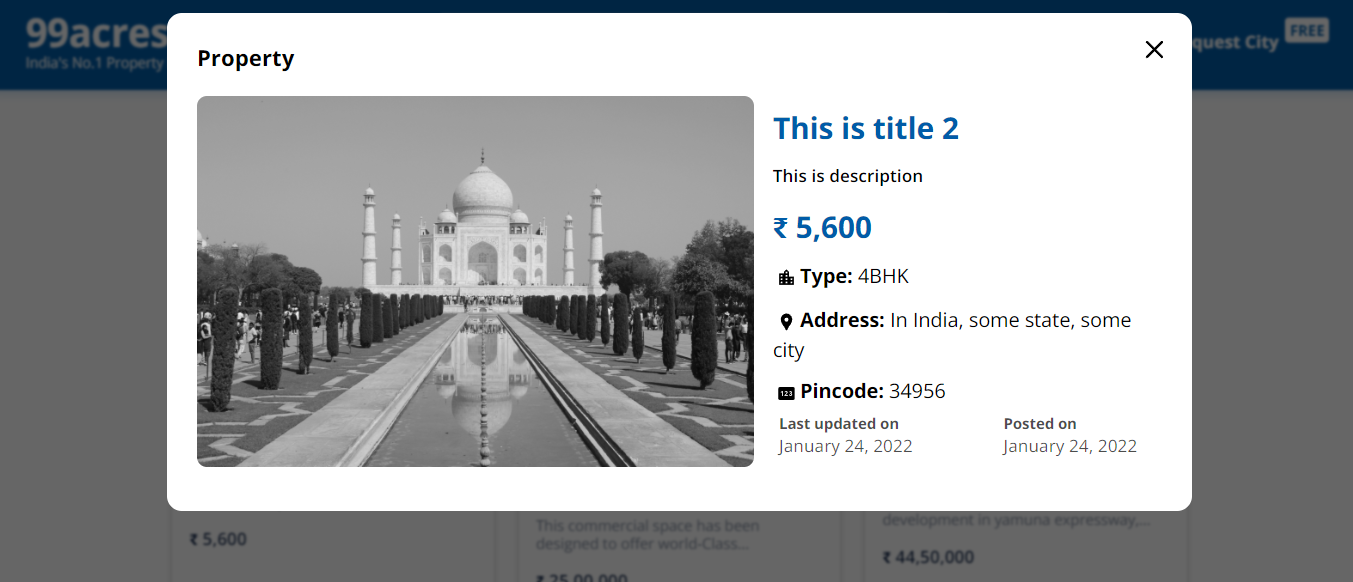 99acres
India's No.1 Property
quest City FREE
Property
This is title 2
This is description
₹ 5,600
Type: 4BHK
Address: In India, some state, some
city
123 Pincode: 34956
Last updated on Posted on
January 24, 2022 January 24, 2022
₹ 5,600
This commercial space has been
designed to offer world-Class...
₹ 25,00,000
development in yamuna expressway,...
₹ 44,50,000